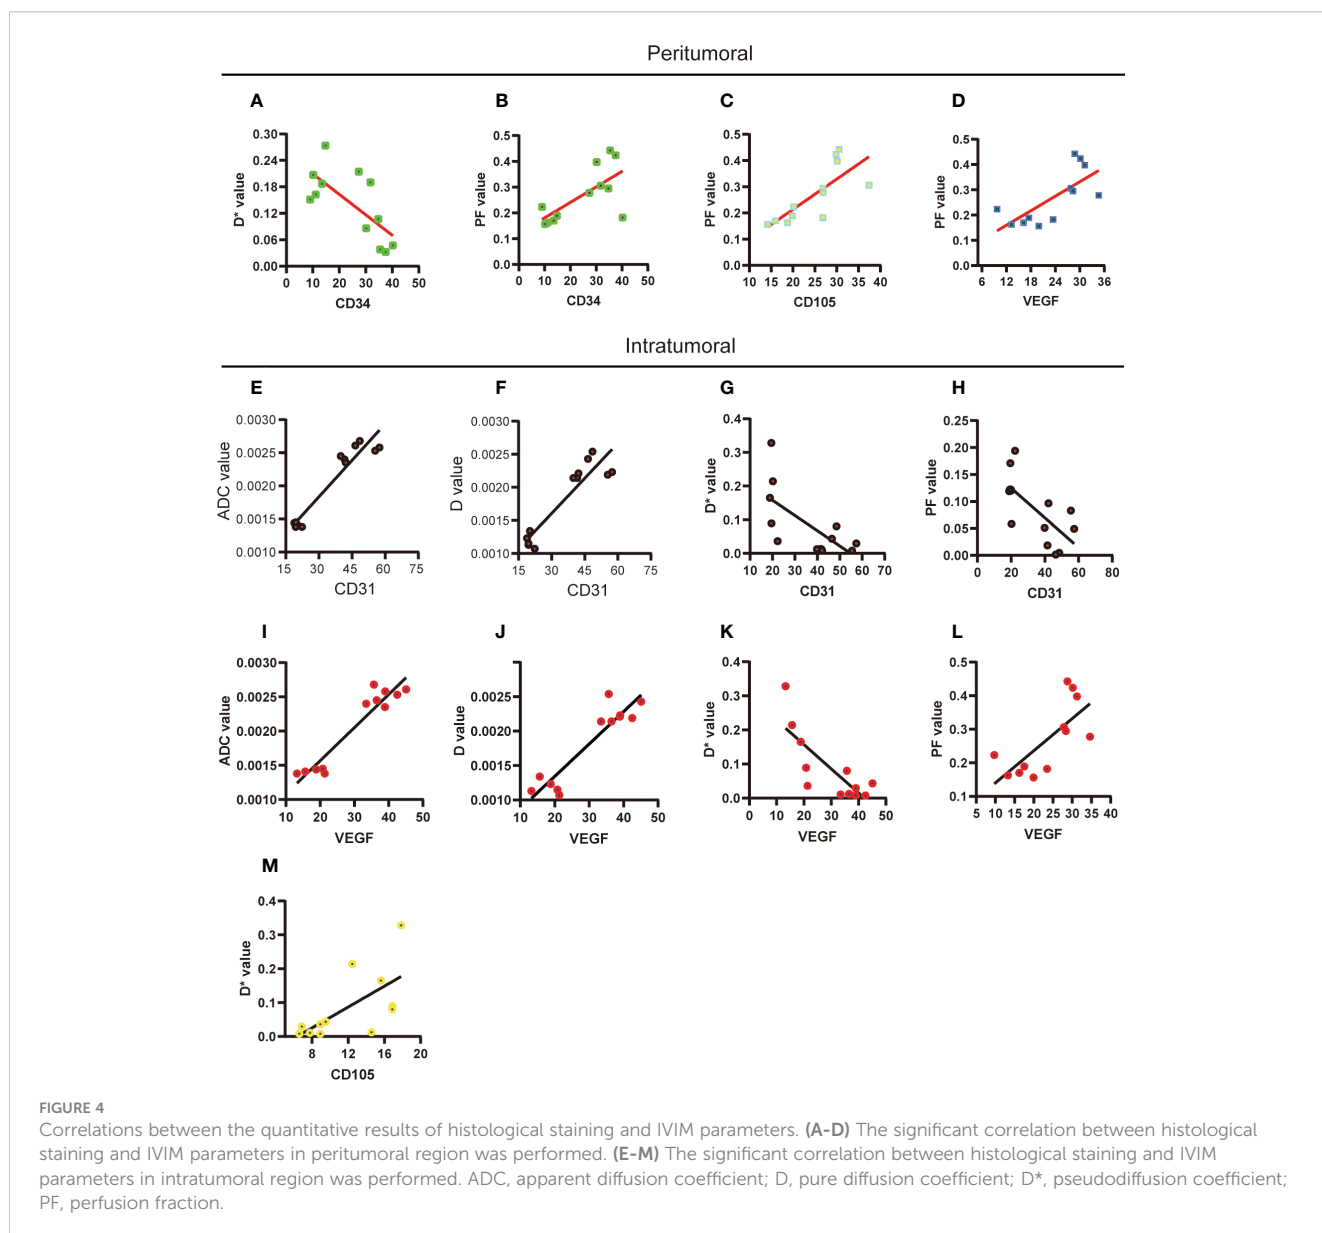 Peritumoral
A B C D
D* value
0.30
0.24
0.18
0.12
0.06
0.00
0 10 20 30 40 50
CD34
PF value
0.5
0.4
0.3
0.2
0.1
0.0
0 10 20 30 40 50
CD34
PF value
0.5
0.4
0.3
0.2
0.1
0.0
10 15 20 25 30 35 40
CD105
PF value
0.5
0.4
0.3
0.2
0.1
0.0
6 12 18 24 30 36
VEGF
Intratumoral
E F G H
ADC value
0.0030
0.0025
0.0020
0.0015
0.0010
15 30 45 60 75
CD31
D value
0.0030
0.0025
0.0020
0.0015
0.0010
15 30 45 60 75
CD31
D* value
0.4
0.3
0.2
0.1
0.0
10 20 30 40 50 60 70
CD31
PF value
0.25
0.20
0.15
0.10
0.05
0.00
0 20 40 60 80
CD31
I J K L
ADC value
0.0030
0.0025
0.0020
0.0015
0.0010
10 20 30 40 50
VEGF
D value
0.0025
0.0020
0.0015
0.0010
10 20 30 40 50
VEGF
D* value
0.4
0.3
0.2
0.1
0.0
0 10 20 30 40 50
VEGF
PF value
0.5
0.4
0.3
0.2
0.1
5 10 15 20 25 30 35 40
VEGF
M
D* value
0.4
0.3
0.2
0.1
0.0
8 12 16 20
CD105
FIGURE 4
Correlations between the quantitative results of histological staining and IVIM parameters. (A-D) The significant correlation between histological
staining and IVIM parameters in peritumoral region was performed. (E-M) The significant correlation between histological staining and IVIM
parameters in intratumoral region was performed. ADC, apparent diffusion coefficient; D, pure diffusion coefficient; D*, pseudodiffusion coefficient;
PF, perfusion fraction.